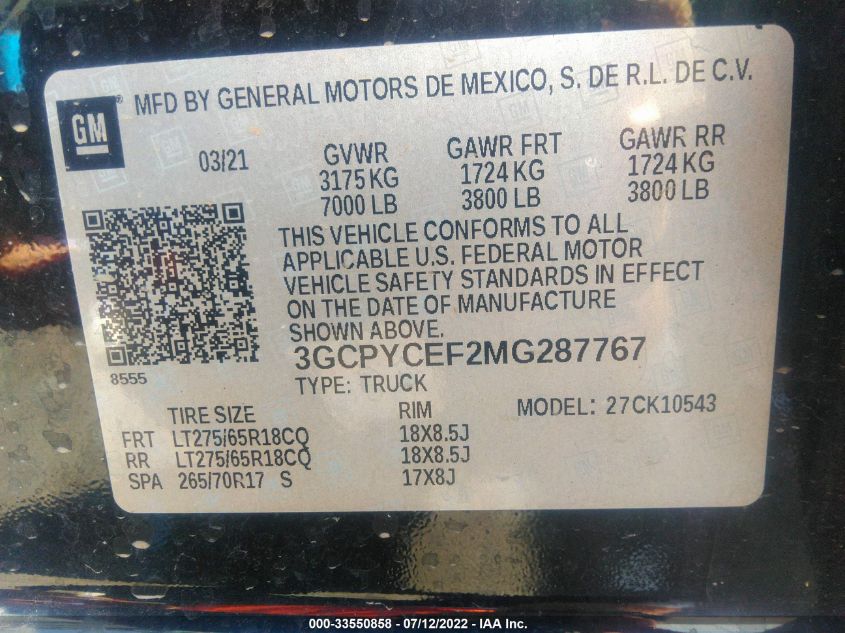 MFD BY GENERAL MOTORS DE MEXICO, S. DE R.L. DE C.V.
GM ®
03/21 GVWR GAWR FRT GAWR RR
3175 KG 1724 KG 1724 KG
7000 LB 3800 LB 3800 LB
THIS VEHICLE CONFORMS TO ALL
APPLICABLE U.S. FEDERAL MOTOR
VEHICLE SAFETY STANDARDS IN EFFECT
ON THE DATE OF MANUFACTURE
SHOWN ABOVE.
3GCPYCEF2MG287767
8555
TYPE: TRUCK
MODEL: 27CK10543
TIRE SIZE RIM
FRT LT275/65R18CQ 18X8.5J
RR LT275/65R18CQ 18X8.5J
SPA 265/70R17 S 17X8J
000-33550858 - 07/12/2022 - IAA Inc.